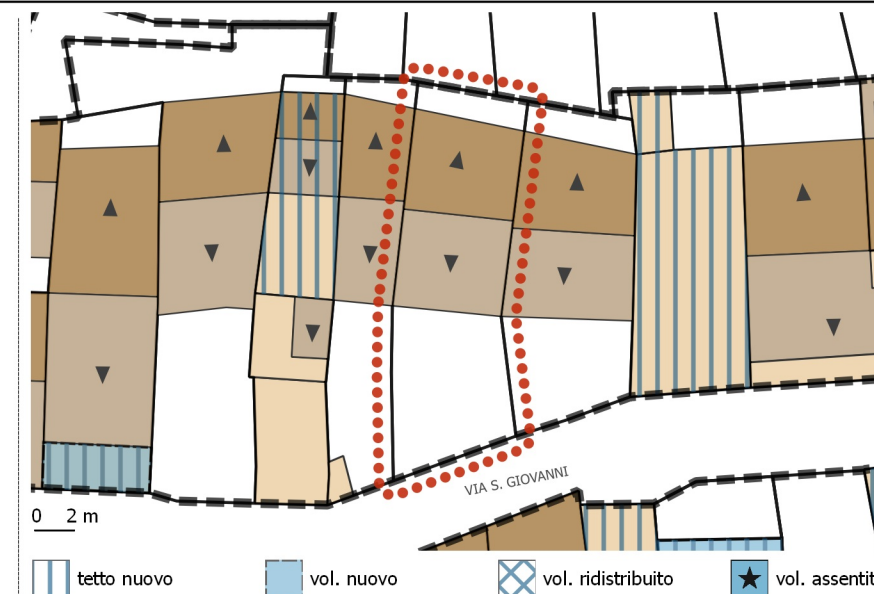 VIA S. GIOVANNI
0 2 m
tetto nuovo
vol. nuovo
vol. ridistribuito
vol. assentit